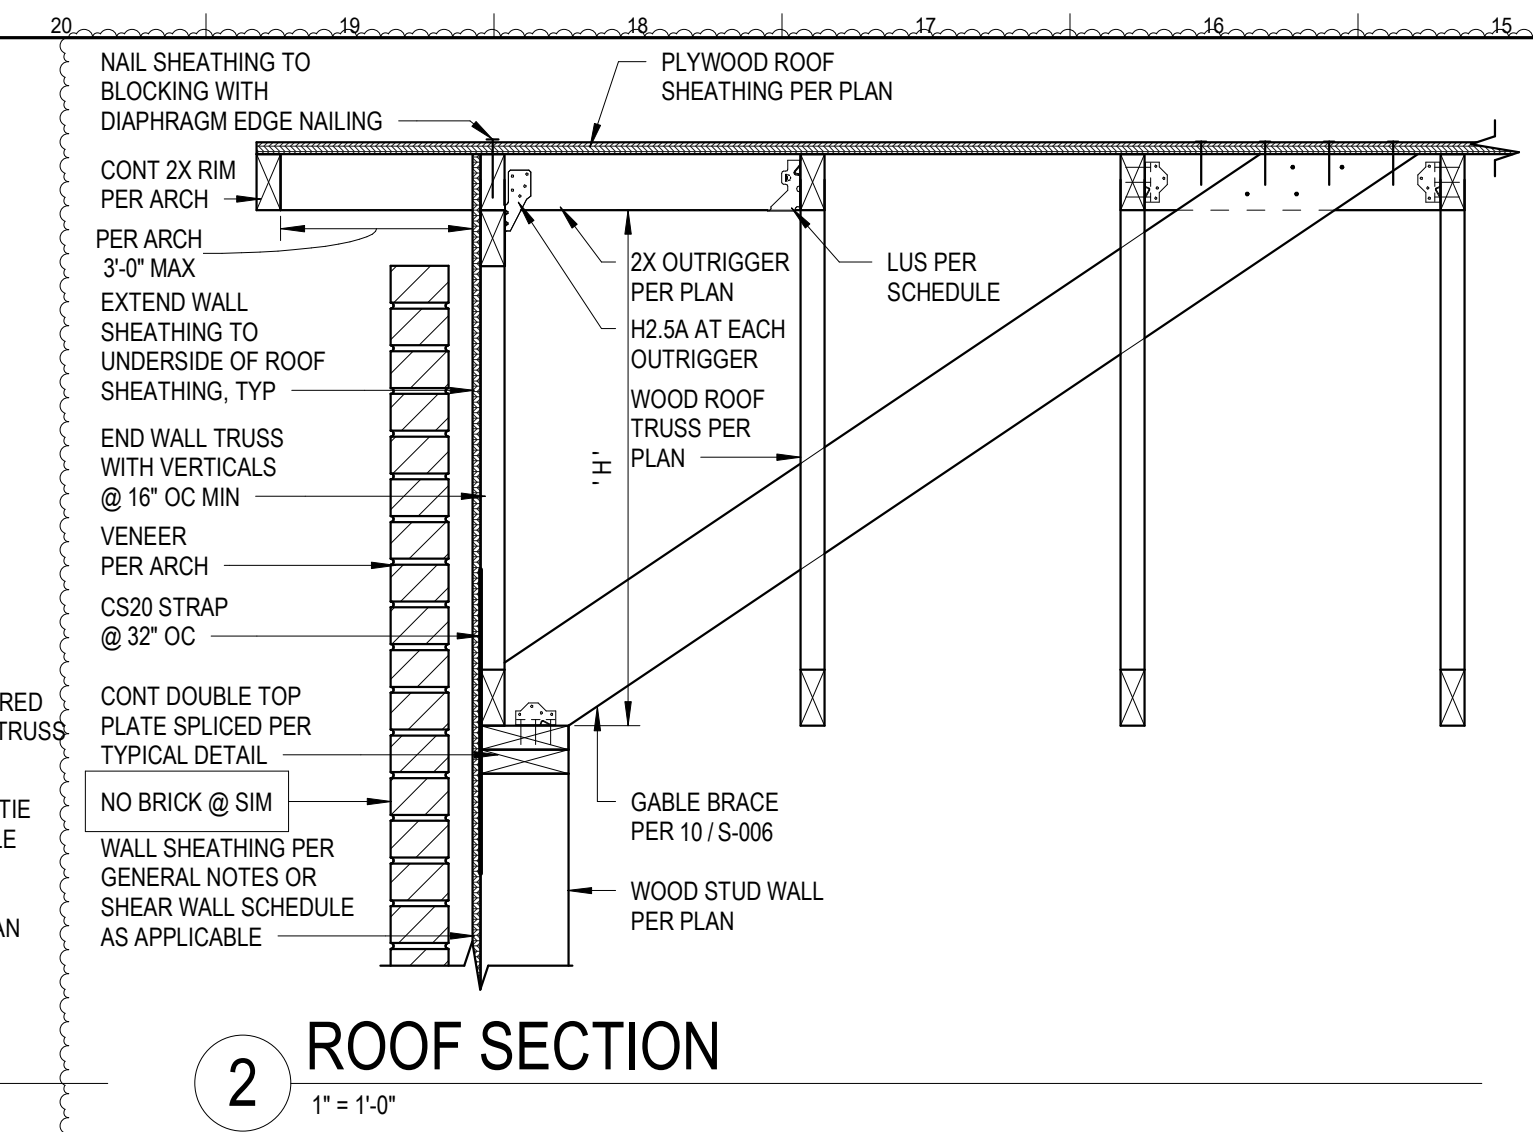 20 19 18 17 16 15
NAIL SHEATHING TO
BLOCKING WITH
DIAPHRAGM EDGE NAILING
PLYWOOD ROOF
SHEATHING PER PLAN
CONT 2X RIM
PER ARCH
PER ARCH
3'-0" MAX
EXTEND WALL
SHEATHING TO
UNDERSIDE OF ROOF
SHEATHING, TYP
END WALL TRUSS
WITH VERTICALS
@ 16" OC MIN
VENEER
PER ARCH
CS20 STRAP
@ 32" OC
CONT DOUBLE TOP
PLATE SPLICED PER
TYPICAL DETAIL
NO BRICK @ SIM
WALL SHEATHING PER
GENERAL NOTES OR
SHEAR WALL SCHEDULE
AS APPLICABLE
2X OUTRIGGER
PER PLAN
H2.5A AT EACH
OUTRIGGER
WOOD ROOF
TRUSS PER
PLAN
'H'
LUS PER
SCHEDULE
GABLE BRACE
PER 10 / S-006
WOOD STUD WALL
PER PLAN
RED
TRUSS
TIE
LE
AN
2
ROOF SECTION
1" = 1'-0"